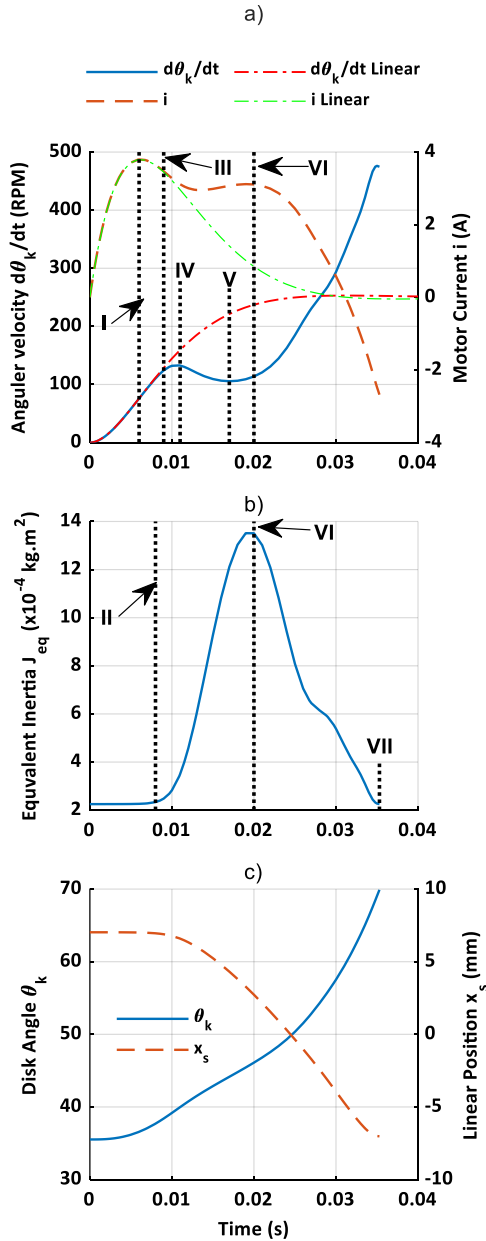 a)
dθk/dt
dθk/dt Linear
i
i Linear
500
400
300
200
100
0
Anguler velocity dθk/dt (RPM)
4
2
0
-2
-4
Motor Current i (A)
I
III
IV
V
VI
0
0.01
0.02
0.03
0.04
b)
14
12
10
8
6
4
2
Equvalent Inertia Jeq (x10-4 kg.m2)
II
VI
VII
0
0.01
0.02
0.03
0.04
c)
70
60
50
40
30
Disk Angle θk
θk
xs
10
5
0
-5
-10
Linear Position xs (mm)
0
0.01
0.02
0.03
0.04
Time (s)